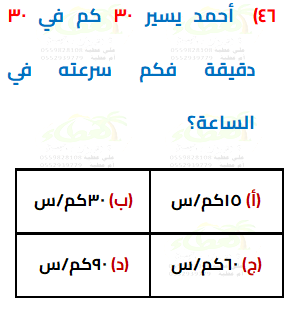 ٤٦) أحمد يسير ٣٠ كم في ٣٠
دقيقة فكم سرعته في
الساعة؟
(أ) ١٥كم/س
(ب) ٣٠كم/س
(ج) ٦٠كم/س
(د) ٩٠كم/س